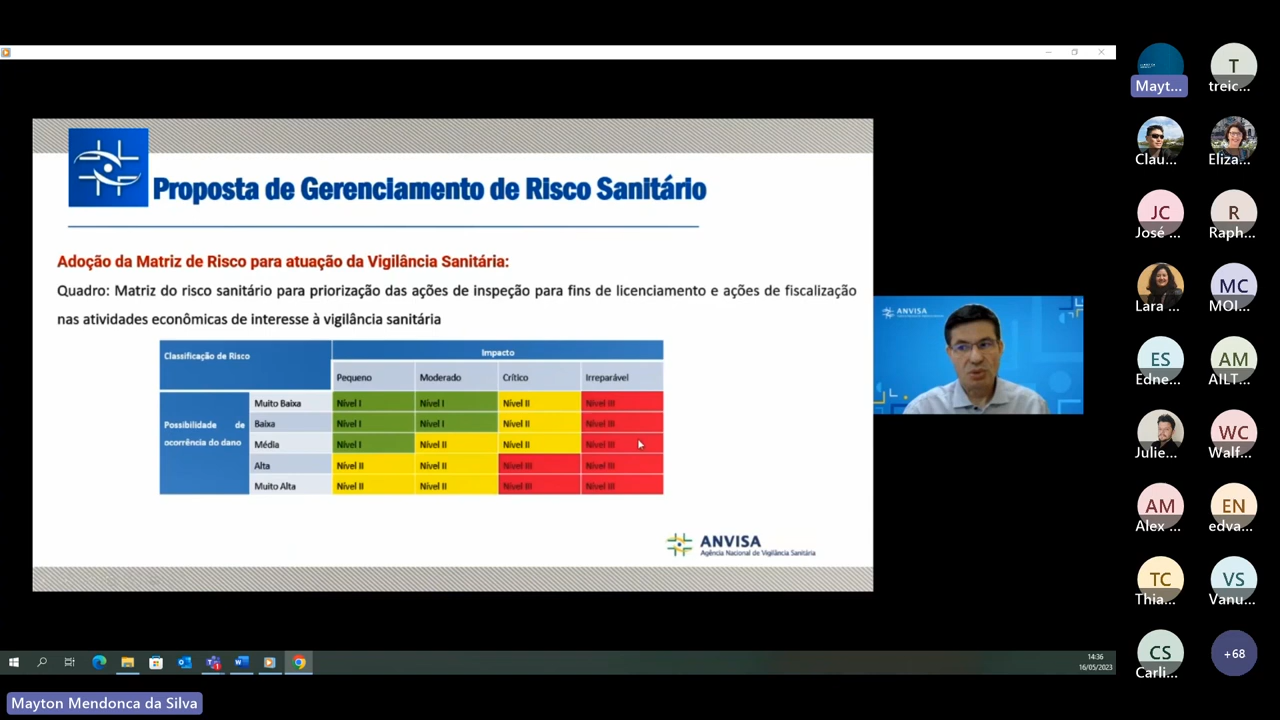 Proposta de Gerenciamento de Risco Sanitário
Adoção da Matriz de Risco para atuação da Vigilância Sanitária:
Quadro: Matriz do risco sanitário para priorização das ações de inspeção para fins de licenciamento e ações de fiscalização
nas atividades econômicas de interesse à vigilância sanitária
Classificação de Risco
Impacto
Pequeno Moderado Crítico Irreparável
Possibilidade de
ocorrência do dano
Muito Baixa Nível I Nível I Nível II Nível III
Baixa Nível I Nível I Nível II Nível III
Média Nível I Nível II Nível II Nível III
Alta Nível II Nível II Nível III Nível III
Muito Alta Nível II Nível II Nível III Nível III
ANVISA
Agência Nacional de Vigilância Sanitária
ANVISA
Mayt...
T
treic...
Clau...
Eliza...
JC
José ...
R
Raph...
Lara ...
MC
MOI...
ES
Edne...
AM
AILT...
Julie...
WC
Walf...
AM
Alex ...
EN
edva...
TC
Thia...
VS
Vanu...
CS
Carli...
+68
14:36
16/05/2023
Mayton Mendonca da Silva